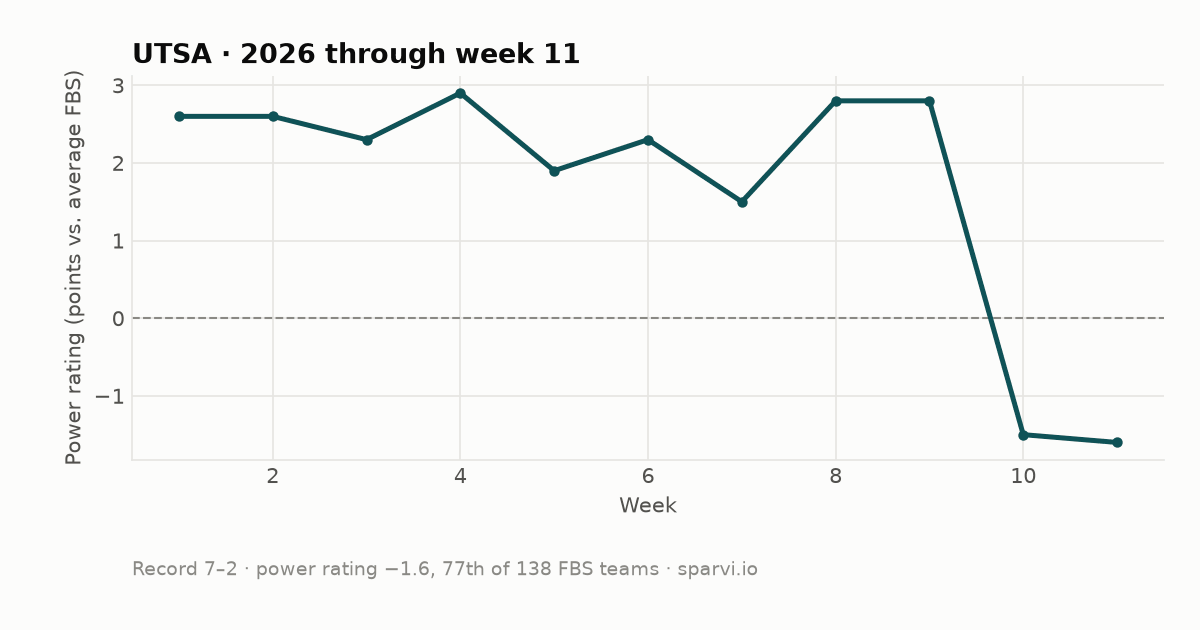 UTSA · 2026 through week 11
Power rating (points vs. average FBS)
3
2
1
0
−1
2 4 6 8 10
Week
Record 7–2 · power rating −1.6, 77th of 138 FBS teams · sparvi.io